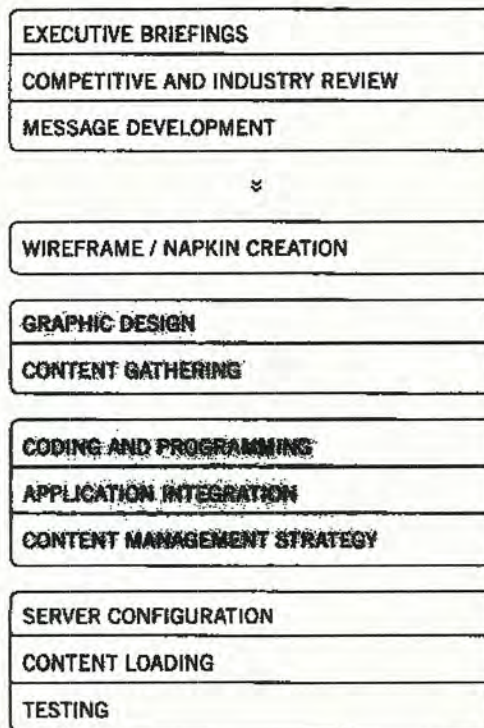 EXECUTIVE BRIEFINGS
COMPETITIVE AND INDUSTRY REVIEW
MESSAGE DEVELOPMENT
WIREFRAME / NAPKIN CREATION
GRAPHIC DESIGN
CONTENT GATHERING
CODING AND PROGRAMMING
APPLICATION INTEGRATION
CONTENT MANAGEMENT STRATEGY
SERVER CONFIGURATION
CONTENT LOADING
TESTING